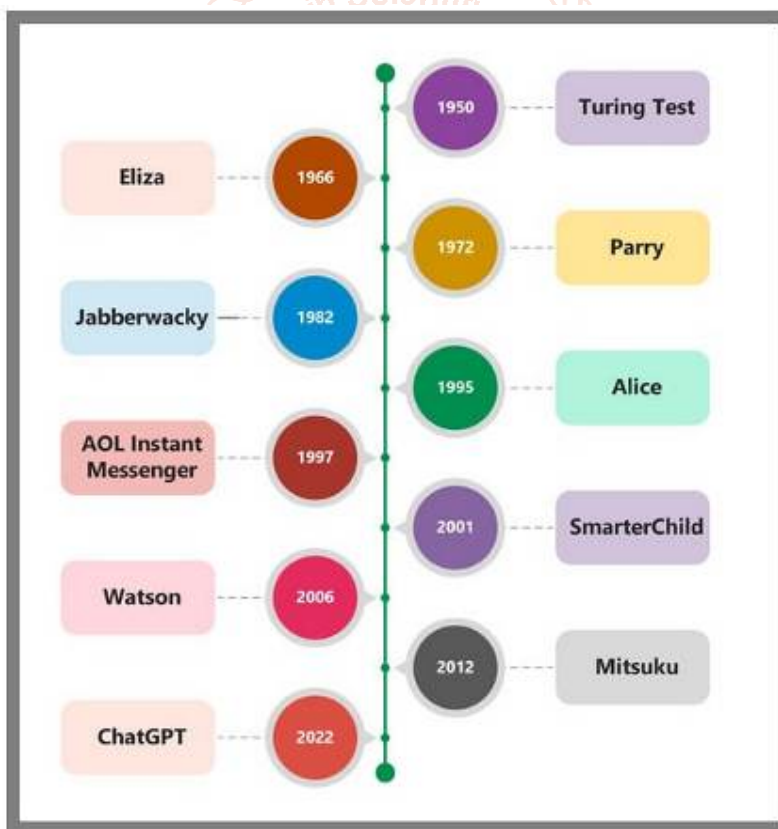 1950
Turing Test
1966
Eliza
1972
Parry
1982
Jabberwacky
1995
Alice
1997
AOL Instant
Messenger
2001
SmarterChild
2006
Watson
2012
Mitsuku
2022
ChatGPT